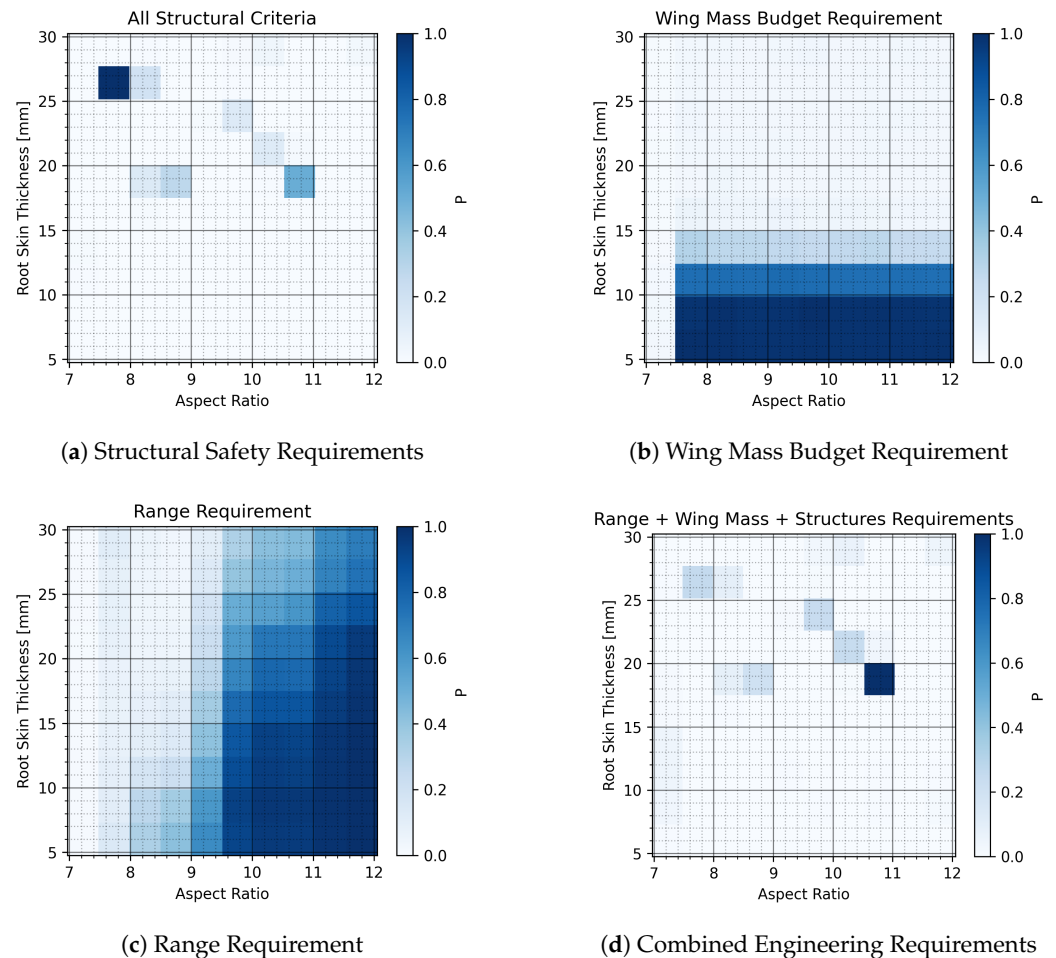 All Structural Criteria
30
25
20
15
10
5
Root Skin Thickness [mm]
7 8 9 10 11 12
Aspect Ratio
1.0
0.8
0.6
0.4
0.2
0.0
P
(a) Structural Safety Requirements
Wing Mass Budget Requirement
30
25
20
15
10
5
Root Skin Thickness [mm]
7 8 9 10 11 12
Aspect Ratio
1.0
0.8
0.6
0.4
0.2
0.0
P
(b) Wing Mass Budget Requirement
Range Requirement
30
25
20
15
10
5
Root Skin Thickness [mm]
7 8 9 10 11 12
Aspect Ratio
1.0
0.8
0.6
0.4
0.2
0.0
P
(c) Range Requirement
Range + Wing Mass + Structures Requirements
30
25
20
15
10
5
Root Skin Thickness [mm]
7 8 9 10 11 12
Aspect Ratio
1.0
0.8
0.6
0.4
0.2
0.0
P
(d) Combined Engineering Requirements